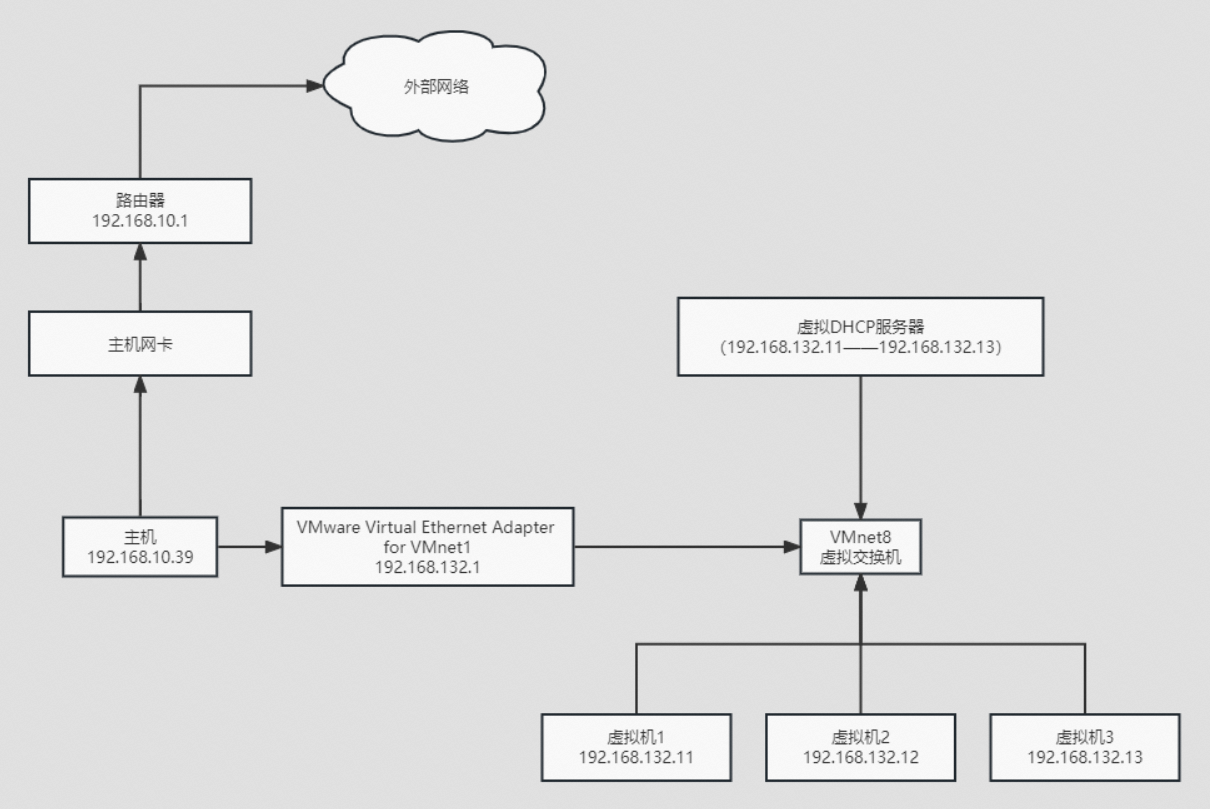 外部网络
路由器
192.168.10.1
主机网卡
虚拟DHCP服务器
（192.168.132.11——192.168.132.13）
主机
192.168.10.39
VMware Virtual Ethernet Adapter
for VMnet1
192.168.132.1
VMnet8
虚拟交换机
虚拟机1
192.168.132.11
虚拟机2
192.168.132.12
虚拟机3
192.168.132.13